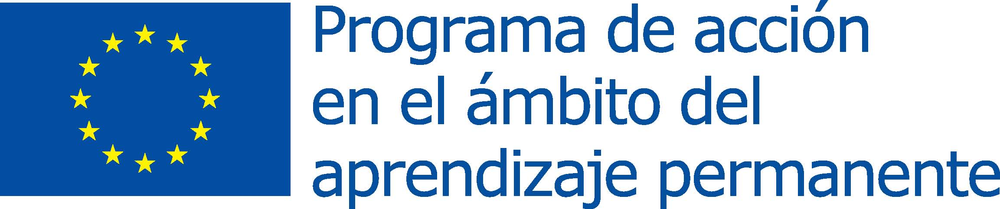 Programa de acción
en el ámbito del
aprendizaje permanente